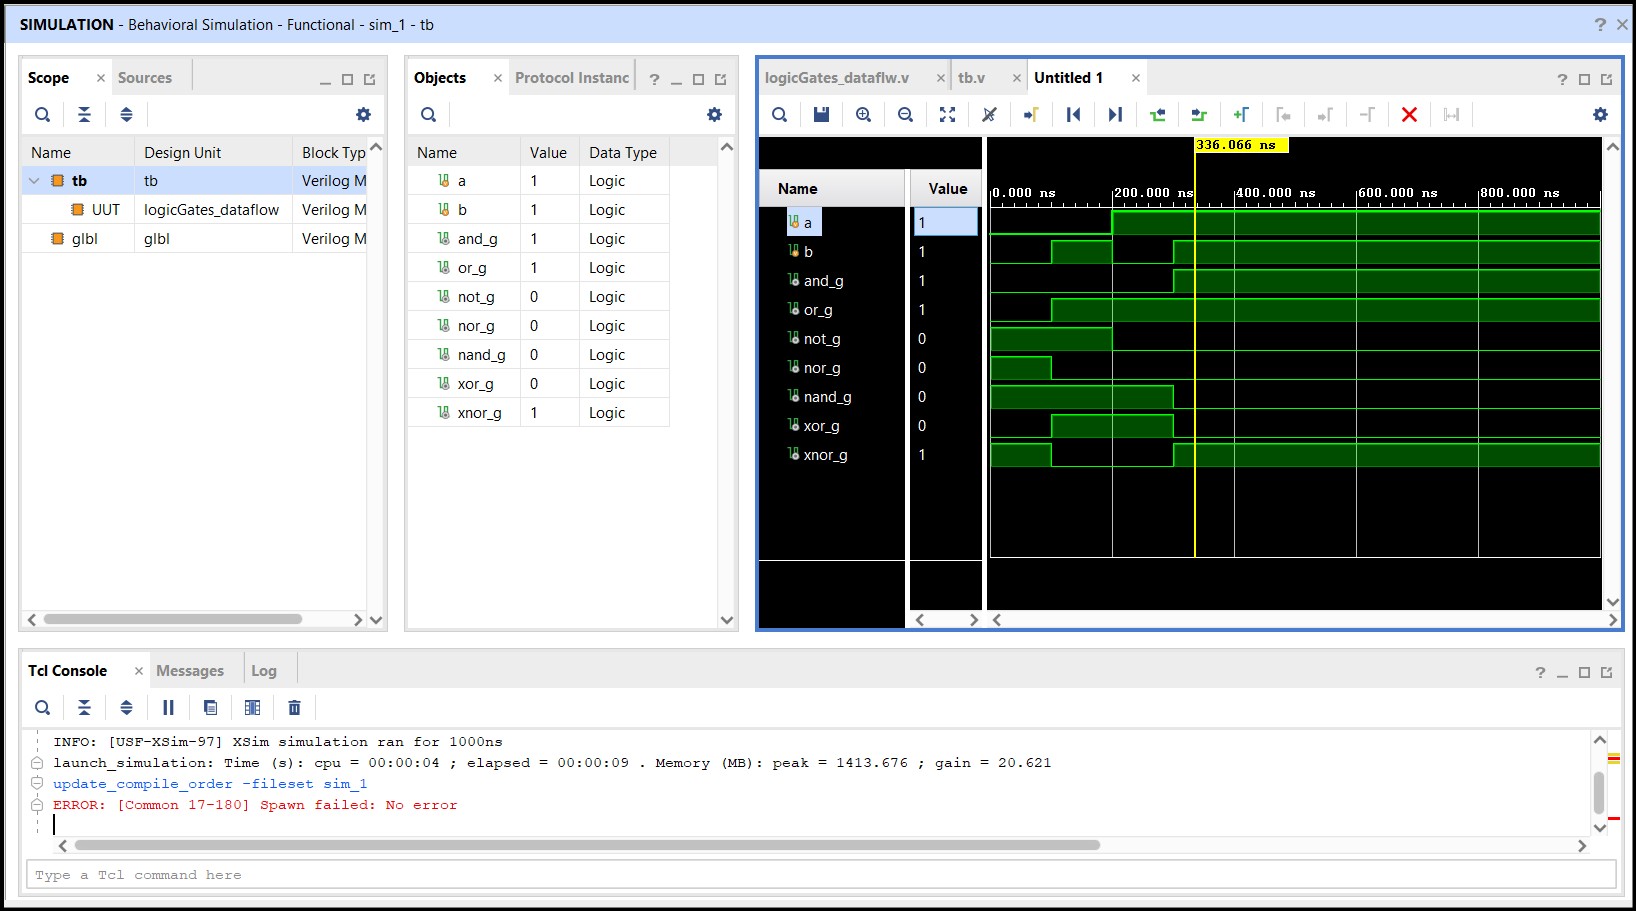 SIMULATION - Behavioral Simulation - Functional - sim_1 - tb
Scope
Sources
Name
Design Unit
Block Typ
tb
tb
Verilog M
UUT
logicGates_dataflow
Verilog M
glbl
glbl
Verilog M
Objects
Protocol Instanc
Name
Value
Data Type
a
1
Logic
b
1
Logic
and_g
1
Logic
or_g
1
Logic
not_g
0
Logic
nor_g
0
Logic
nand_g
0
Logic
xor_g
0
Logic
xnor_g
1
Logic
logicGates_dataflw.v
tb.v
Untitled 1
336.066 ns
Name
Value
0.000 ns
200.000 ns
400.000 ns
600.000 ns
800.000 ns
a
1
b
1
and_g
1
or_g
1
not_g
0
nor_g
0
nand_g
0
xor_g
0
xnor_g
1
Tcl Console
Messages
Log
INFO: [USF-XSim-97] XSim simulation ran for 1000ns
launch_simulation: Time (s): cpu = 00:00:04 ; elapsed = 00:00:09 . Memory (MB): peak = 1413.676 ; gain = 20.621
update_compile_order -fileset sim_1
ERROR: [Common 17-180] Spawn failed: No error
Type a Tcl command here